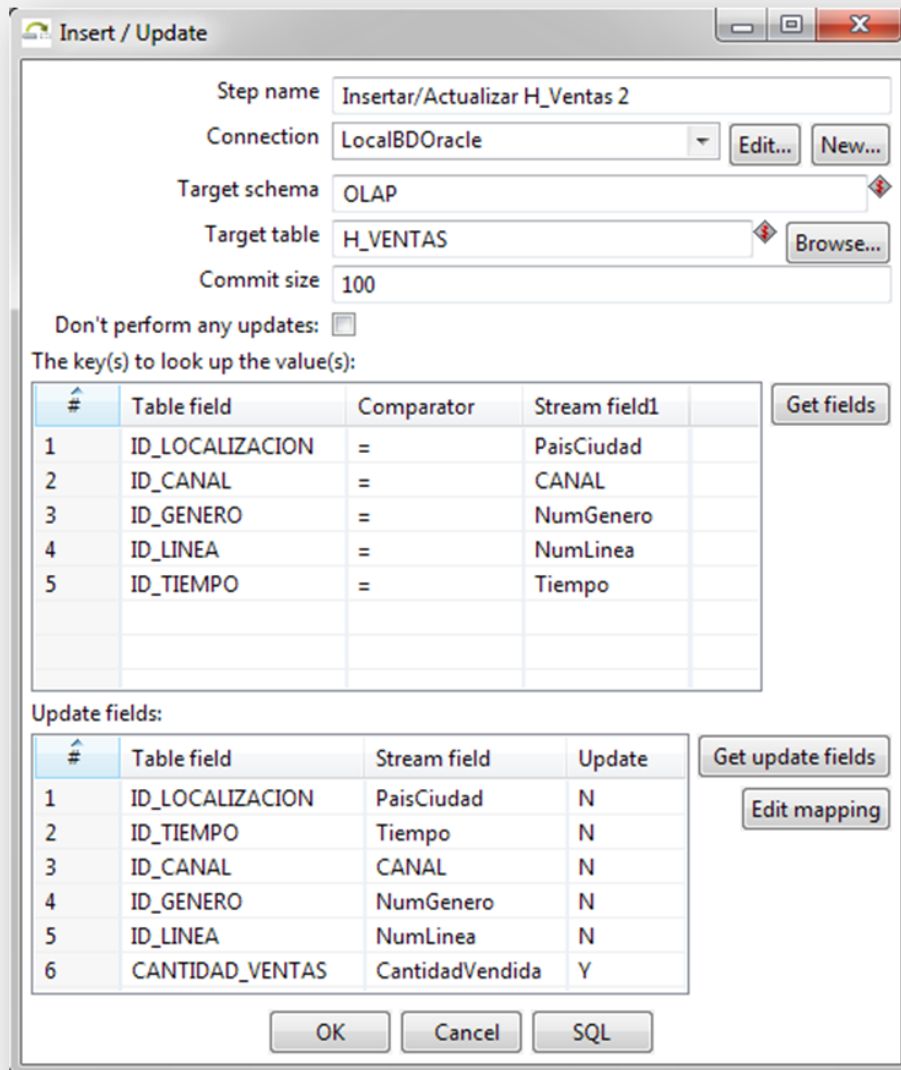 Insert / Update
Step name Insertar/Actualizar H_Ventas 2
Connection LocalBDOracle Edit... New...
Target schema OLAP
Target table H_VENTAS Browse...
Commit size 100
Don't perform any updates:
The key(s) to look up the value(s):
# Table field Comparator Stream field1 Get fields
1 ID_LOCALIZACION = PaisCiudad
2 ID_CANAL = CANAL
3 ID_GENERO = NumGenero
4 ID_LINEA = NumLinea
5 ID_TIEMPO = Tiempo
Update fields:
# Table field Stream field Update Get update fields
1 ID_LOCALIZACION PaisCiudad N Edit mapping
2 ID_TIEMPO Tiempo N
3 ID_CANAL CANAL N
4 ID_GENERO NumGenero N
5 ID_LINEA NumLinea N
6 CANTIDAD_VENTAS CantidadVendida Y
OK Cancel SQL